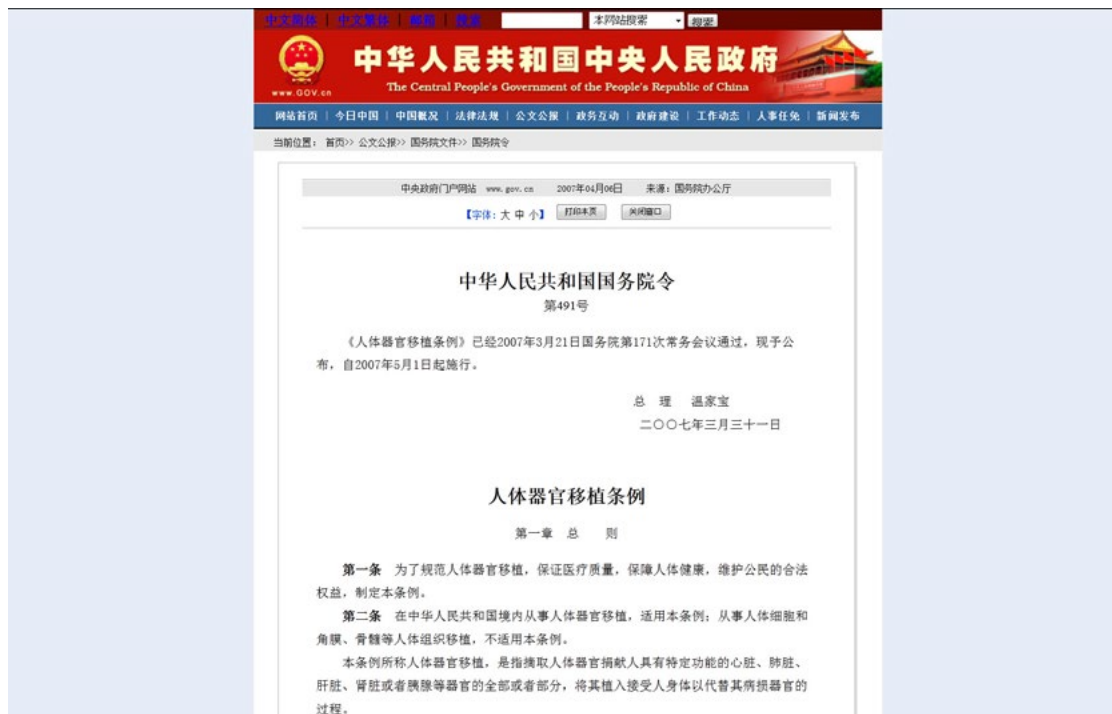 中文简体 | 中文繁体 | 邮箱 | 搜索 本网站搜索 搜索
中华人民共和国中央人民政府
www.GOV.cn The Central People's Government of the People's Republic of China
网站首页 | 今日中国 | 中国概况 | 法律法规 | 公文公报 | 政务互动 | 政府建设 | 工作动态 | 人事任免 | 新闻发布
当前位置： 首页>> 公文公报>> 国务院文件>> 国务院令
中央政府门户网站 www.gov.cn 2007年04月06日 来源：国务院办公厅
【字体：大 中 小】 打印本页 关闭窗口
中华人民共和国国务院令
第491号
《人体器官移植条例》已经2007年3月21日国务院第171次常务会议通过，现予公
布，自2007年5月1日起施行。
总 理 温家宝
二○○七年三月三十一日
人体器官移植条例
第一章 总 则
第一条 为了规范人体器官移植，保证医疗质量，保障人体健康，维护公民的合法
权益，制定本条例。
第二条 在中华人民共和国境内从事人体器官移植，适用本条例；从事人体细胞和
角膜、骨髓等人体组织移植，不适用本条例。
本条例所称人体器官移植，是指摘取人体器官捐献人具有特定功能的心脏、肺脏、
肝脏、肾脏或者胰腺等器官的全部或者部分，将其植入接受人身体以代替其病损器官的
过程。